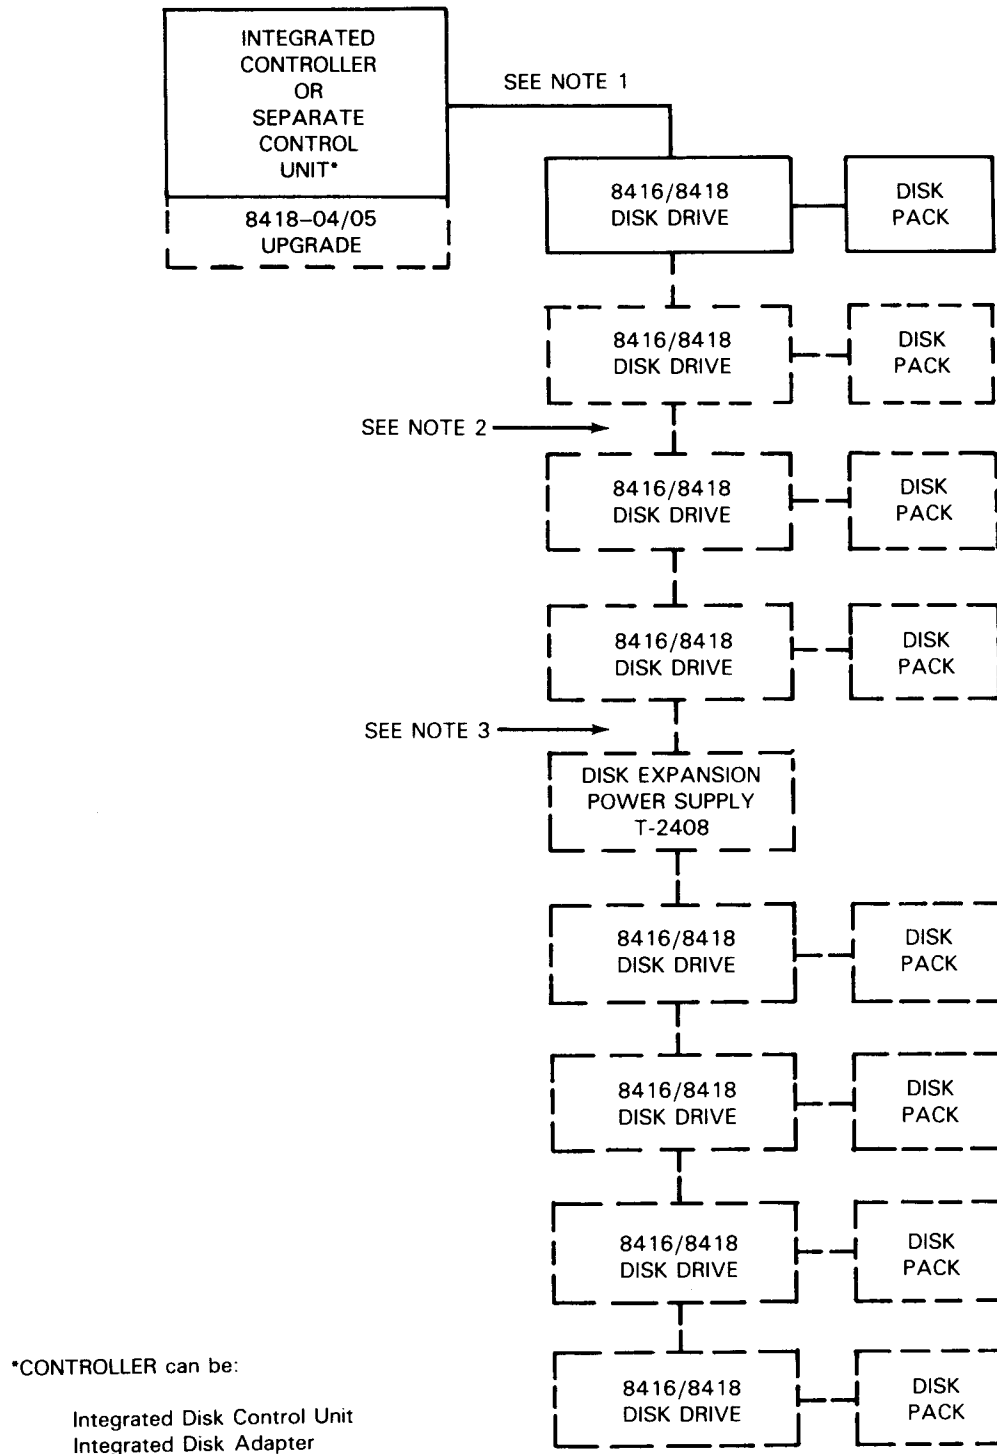 INTEGRATED
CONTROLLER
OR
SEPARATE
CONTROL
UNIT*
8418-04/05
UPGRADE
SEE NOTE 1
8416/8418
DISK DRIVE
DISK
PACK
8416/8418
DISK DRIVE
DISK
PACK
SEE NOTE 2
8416/8418
DISK DRIVE
DISK
PACK
8416/8418
DISK DRIVE
DISK
PACK
SEE NOTE 3
DISK EXPANSION
POWER SUPPLY
T-2408
8416/8418
DISK DRIVE
DISK
PACK
8416/8418
DISK DRIVE
DISK
PACK
8416/8418
DISK DRIVE
DISK
PACK
8416/8418
DISK DRIVE
DISK
PACK
*CONTROLLER can be:
Integrated Disk Control Unit
Integrated Disk Adapter